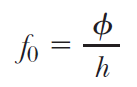 f₀ = ϕ / h